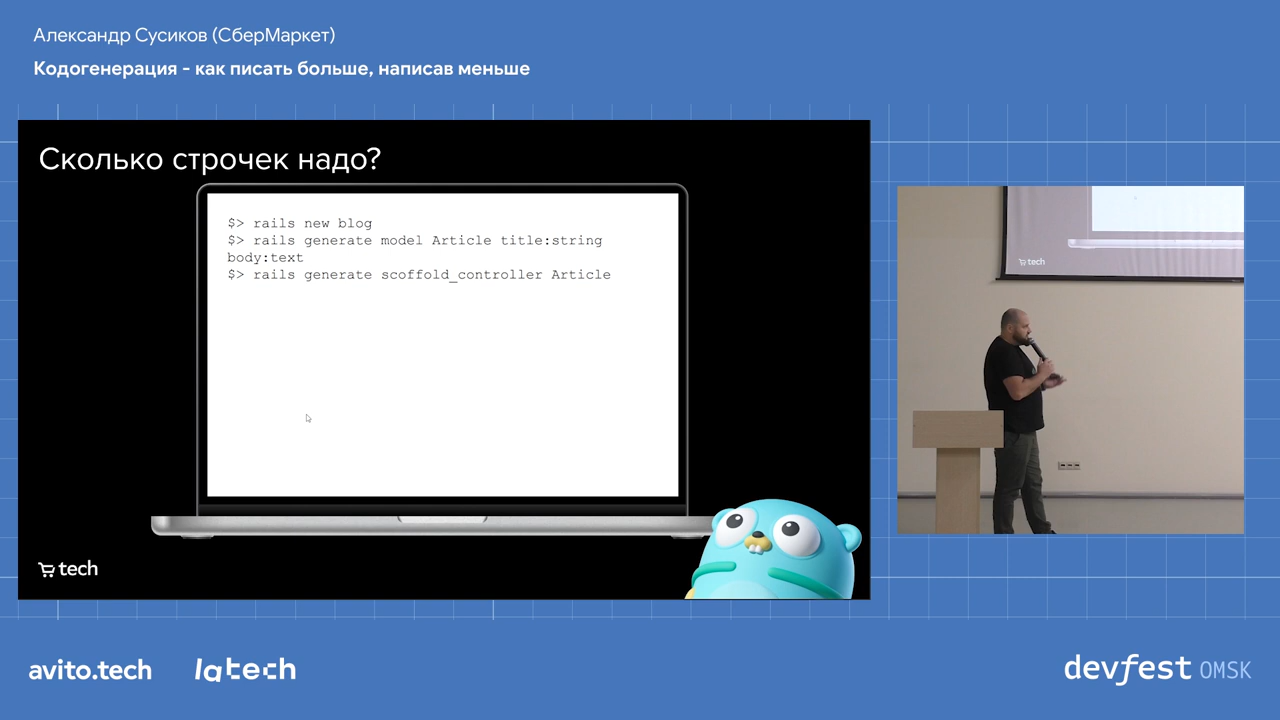 Александр Сусиков (СберМаркет)
Кодогенерация - как писать больше, написав меньше
Сколько строчек надо?
$> rails new blog
$> rails generate model Article title:string
body:text
$> rails generate scoffold_controller Article
tech
tech
avito.tech
latech
devfest OMSK